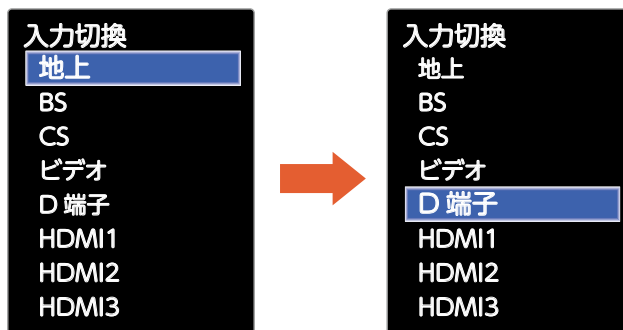 入力切換
地上
BS
CS
ビデオ
D 端子
HDMI1
HDMI2
HDMI3
入力切換
地上
BS
CS
ビデオ
D 端子
HDMI1
HDMI2
HDMI3